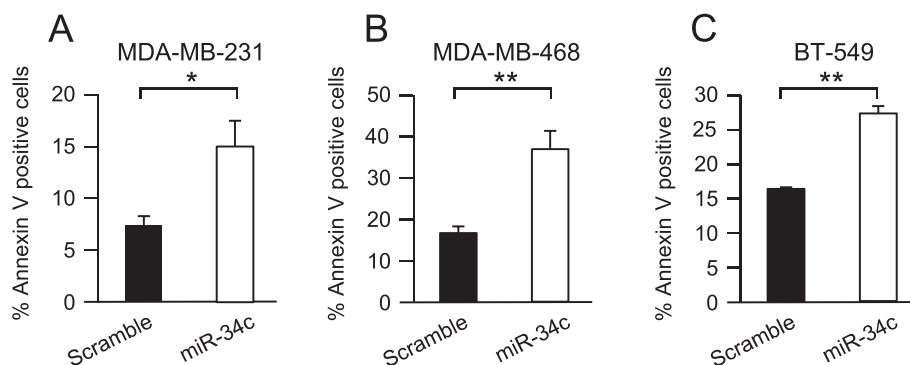 A
MDA-MB-231
*
% Annexin V positive cells
20
15
10
5
0
Scramble
miR-34c
B
MDA-MB-468
**
% Annexin V positive cells
50
40
30
20
10
0
Scramble
miR-34c
C
BT-549
**
% Annexin V positive cells
30
25
20
15
10
5
0
Scramble
miR-34c